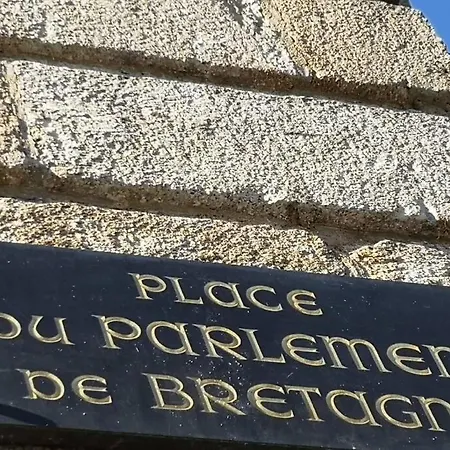 PLACE
DU PARLEMEN
DE BRETAGN